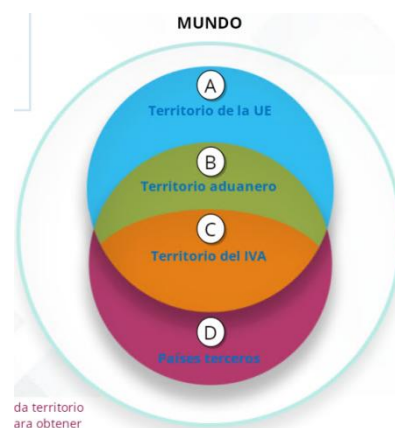 MUNDO
A
Territorio de la UE
B
Territorio aduanero
C
Territorio del IVA
D
Países terceros
da territorio
ara obtener